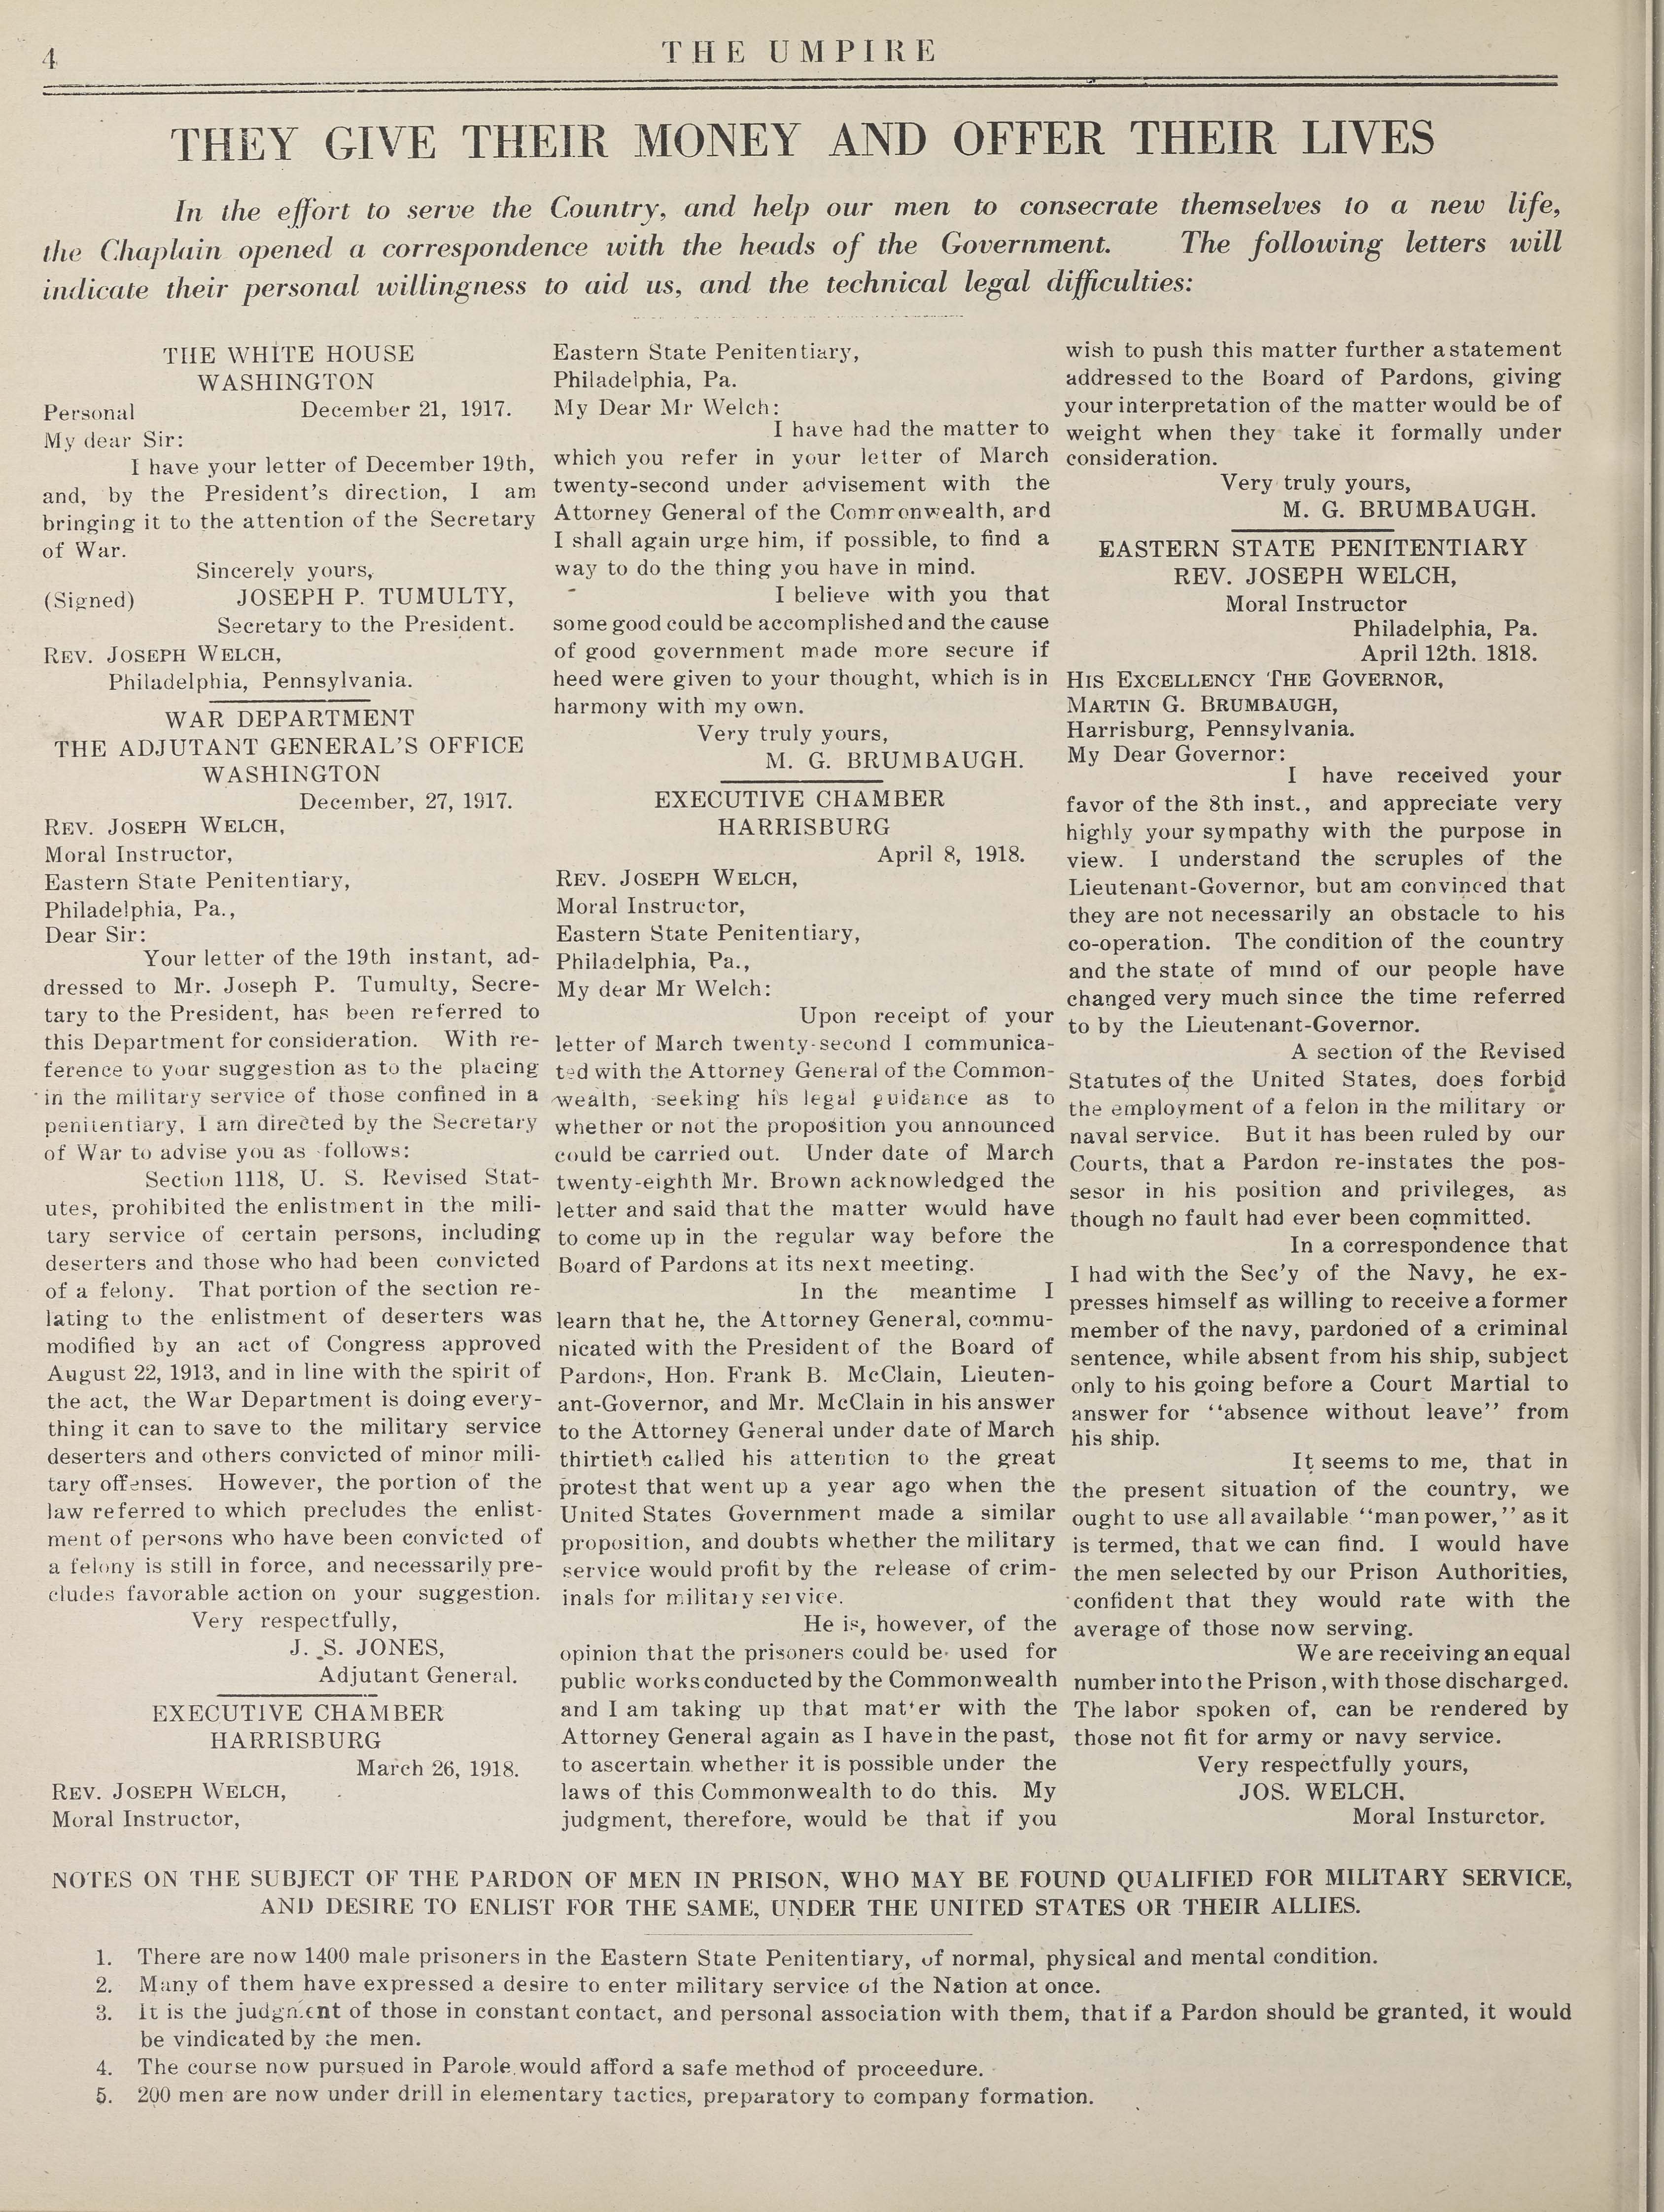 4
THE UMPIRE
THEY GIVE THEIR MONEY AND OFFER THEIR LIVES
In the effort to serve the Country, and help our men to consecrate themselves to a new life,
the Chaplain opened a correspondence with the heads of the Government. The following letters will
indicate their personal willingness to aid us, and the technical legal difficulties:
THE WHITE HOUSE
WASHINGTON
Personal December 21, 1917.
My dear Sir:
I have your letter of December 19th,
and, by the President's direction, I am
bringing it to the attention of the Secretary
of War.
Sincerely yours,
(Signed) JOSEPH P. TUMULTY,
Secretary to the President.
REV. JOSEPH WELCH,
Philadelphia, Pennsylvania.
WAR DEPARTMENT
THE ADJUTANT GENERAL'S OFFICE
WASHINGTON
December, 27, 1917.
REV. JOSEPH WELCH,
Moral Instructor,
Eastern State Penitentiary,
Philadelphia, Pa.,
Dear Sir:
Your letter of the 19th instant, ad-
dressed to Mr. Joseph P. Tumulty, Secre-
tary to the President, has been referred to
this Department for consideration. With re-
ference to your suggestion as to the placing
in the military service of those confined in a
penitentiary, I am directed by the Secretary
of War to advise you as follows:
Section 1118, U. S. Revised Stat-
utes, prohibited the enlistment in the mili-
tary service of certain persons, including
deserters and those who had been convicted
of a felony. That portion of the section re-
lating to the enlistment of deserters was
modified by an act of Congress approved
August 22, 1913, and in line with the spirit of
the act, the War Department is doing every-
thing it can to save to the military service
deserters and others convicted of minor mili-
tary offenses. However, the portion of the
law referred to which precludes the enlist-
ment of persons who have been convicted of
a felony is still in force, and necessarily pre-
cludes favorable action on your suggestion.
Very respectfully,
J. S. JONES,
Adjutant General.
EXECUTIVE CHAMBER
HARRISBURG
March 26, 1918.
REV. JOSEPH WELCH,
Moral Instructor,
Eastern State Penitentiary,
Philadelphia, Pa.
My Dear Mr Welch:
I have had the matter to
which you refer in your letter of March
twenty-second under advisement with the
Attorney General of the Commonwealth, ard
I shall again urge him, if possible, to find a
way to do the thing you have in mind.
I believe with you that
some good could be accomplished and the cause
of good government made more secure if
heed were given to your thought, which is in
harmony with my own.
Very truly yours,
M. G. BRUMBAUGH.
EXECUTIVE CHAMBER
HARRISBURG
April 8, 1918.
REV. JOSEPH WELCH,
Moral Instructor,
Eastern State Penitentiary,
Philadelphia, Pa.,
My dear Mr Welch:
Upon receipt of your
letter of March twenty-second I communica-
ted with the Attorney General of the Common-
wealth, seeking his legal guidance as to
whether or not the proposition you announced
could be carried out. Under date of March
twenty-eighth Mr. Brown acknowledged the
letter and said that the matter would have
to come up in the regular way before the
Board of Pardons at its next meeting.
In the meantime I
learn that he, the Attorney General, commu-
nicated with the President of the Board of
Pardons, Hon. Frank B. McClain, Lieuten-
ant-Governor, and Mr. McClain in his answer
to the Attorney General under date of March
thirtieth called his attention to the great
protest that went up a year ago when the
United States Government made a similar
proposition, and doubts whether the military
service would profit by the release of crim-
inals for military service.
He is, however, of the
opinion that the prisoners could be used for
public works conducted by the Commonwealth
and I am taking up that matter with the
Attorney General again as I have in the past,
to ascertain whether it is possible under the
laws of this Commonwealth to do this. My
judgment, therefore, would be that if you
wish to push this matter further a statement
addressed to the Board of Pardons, giving
your interpretation of the matter would be of
weight when they take it formally under
consideration.
Very truly yours,
M. G. BRUMBAUGH.
EASTERN STATE PENITENTIARY
REV. JOSEPH WELCH,
Moral Instructor
Philadelphia, Pa.
April 12th. 1818.
HIS EXCELLENCY THE GOVERNOR,
MARTIN G. BRUMBAUGH,
Harrisburg, Pennsylvania.
My Dear Governor:
I have received your
favor of the 8th inst., and appreciate very
highly your sympathy with the purpose in
view. I understand the scruples of the
Lieutenant-Governor, but am convinced that
they are not necessarily an obstacle to his
co-operation. The condition of the country
and the state of mind of our people have
changed very much since the time referred
to by the Lieutenant-Governor.
A section of the Revised
Statutes of the United States, does forbid
the employment of a felon in the military or
naval service. But it has been ruled by our
Courts, that a Pardon re-instates the pos-
sesor in his position and privileges, as
though no fault had ever been committed.
In a correspondence that
I had with the Sec'y of the Navy, he ex-
presses himself as willing to receive a former
member of the navy, pardoned of a criminal
sentence, while absent from his ship, subject
only to his going before a Court Martial to
answer for "absence without leave" from
his ship.
It seems to me, that in
the present situation of the country, we
ought to use all available "man power," as it
is termed, that we can find. I would have
the men selected by our Prison Authorities,
confident that they would rate with the
average of those now serving.
We are receiving an equal
number into the Prison, with those discharged.
The labor spoken of, can be rendered by
those not fit for army or navy service.
Very respectfully yours,
JOS. WELCH.
Moral Insturctor.
NOTES ON THE SUBJECT OF THE PARDON OF MEN IN PRISON, WHO MAY BE FOUND QUALIFIED FOR MILITARY SERVICE,
AND DESIRE TO ENLIST FOR THE SAME, UNDER THE UNITED STATES OR THEIR ALLIES.
1. There are now 1400 male prisoners in the Eastern State Penitentiary, of normal, physical and mental condition.
2. Many of them have expressed a desire to enter military service of the Nation at once.
3. It is the judgment of those in constant contact, and personal association with them, that if a Pardon should be granted, it would
be vindicated by the men.
4. The course now pursued in Parole would afford a safe method of proceedure.
5. 200 men are now under drill in elementary tactics, preparatory to company formation.